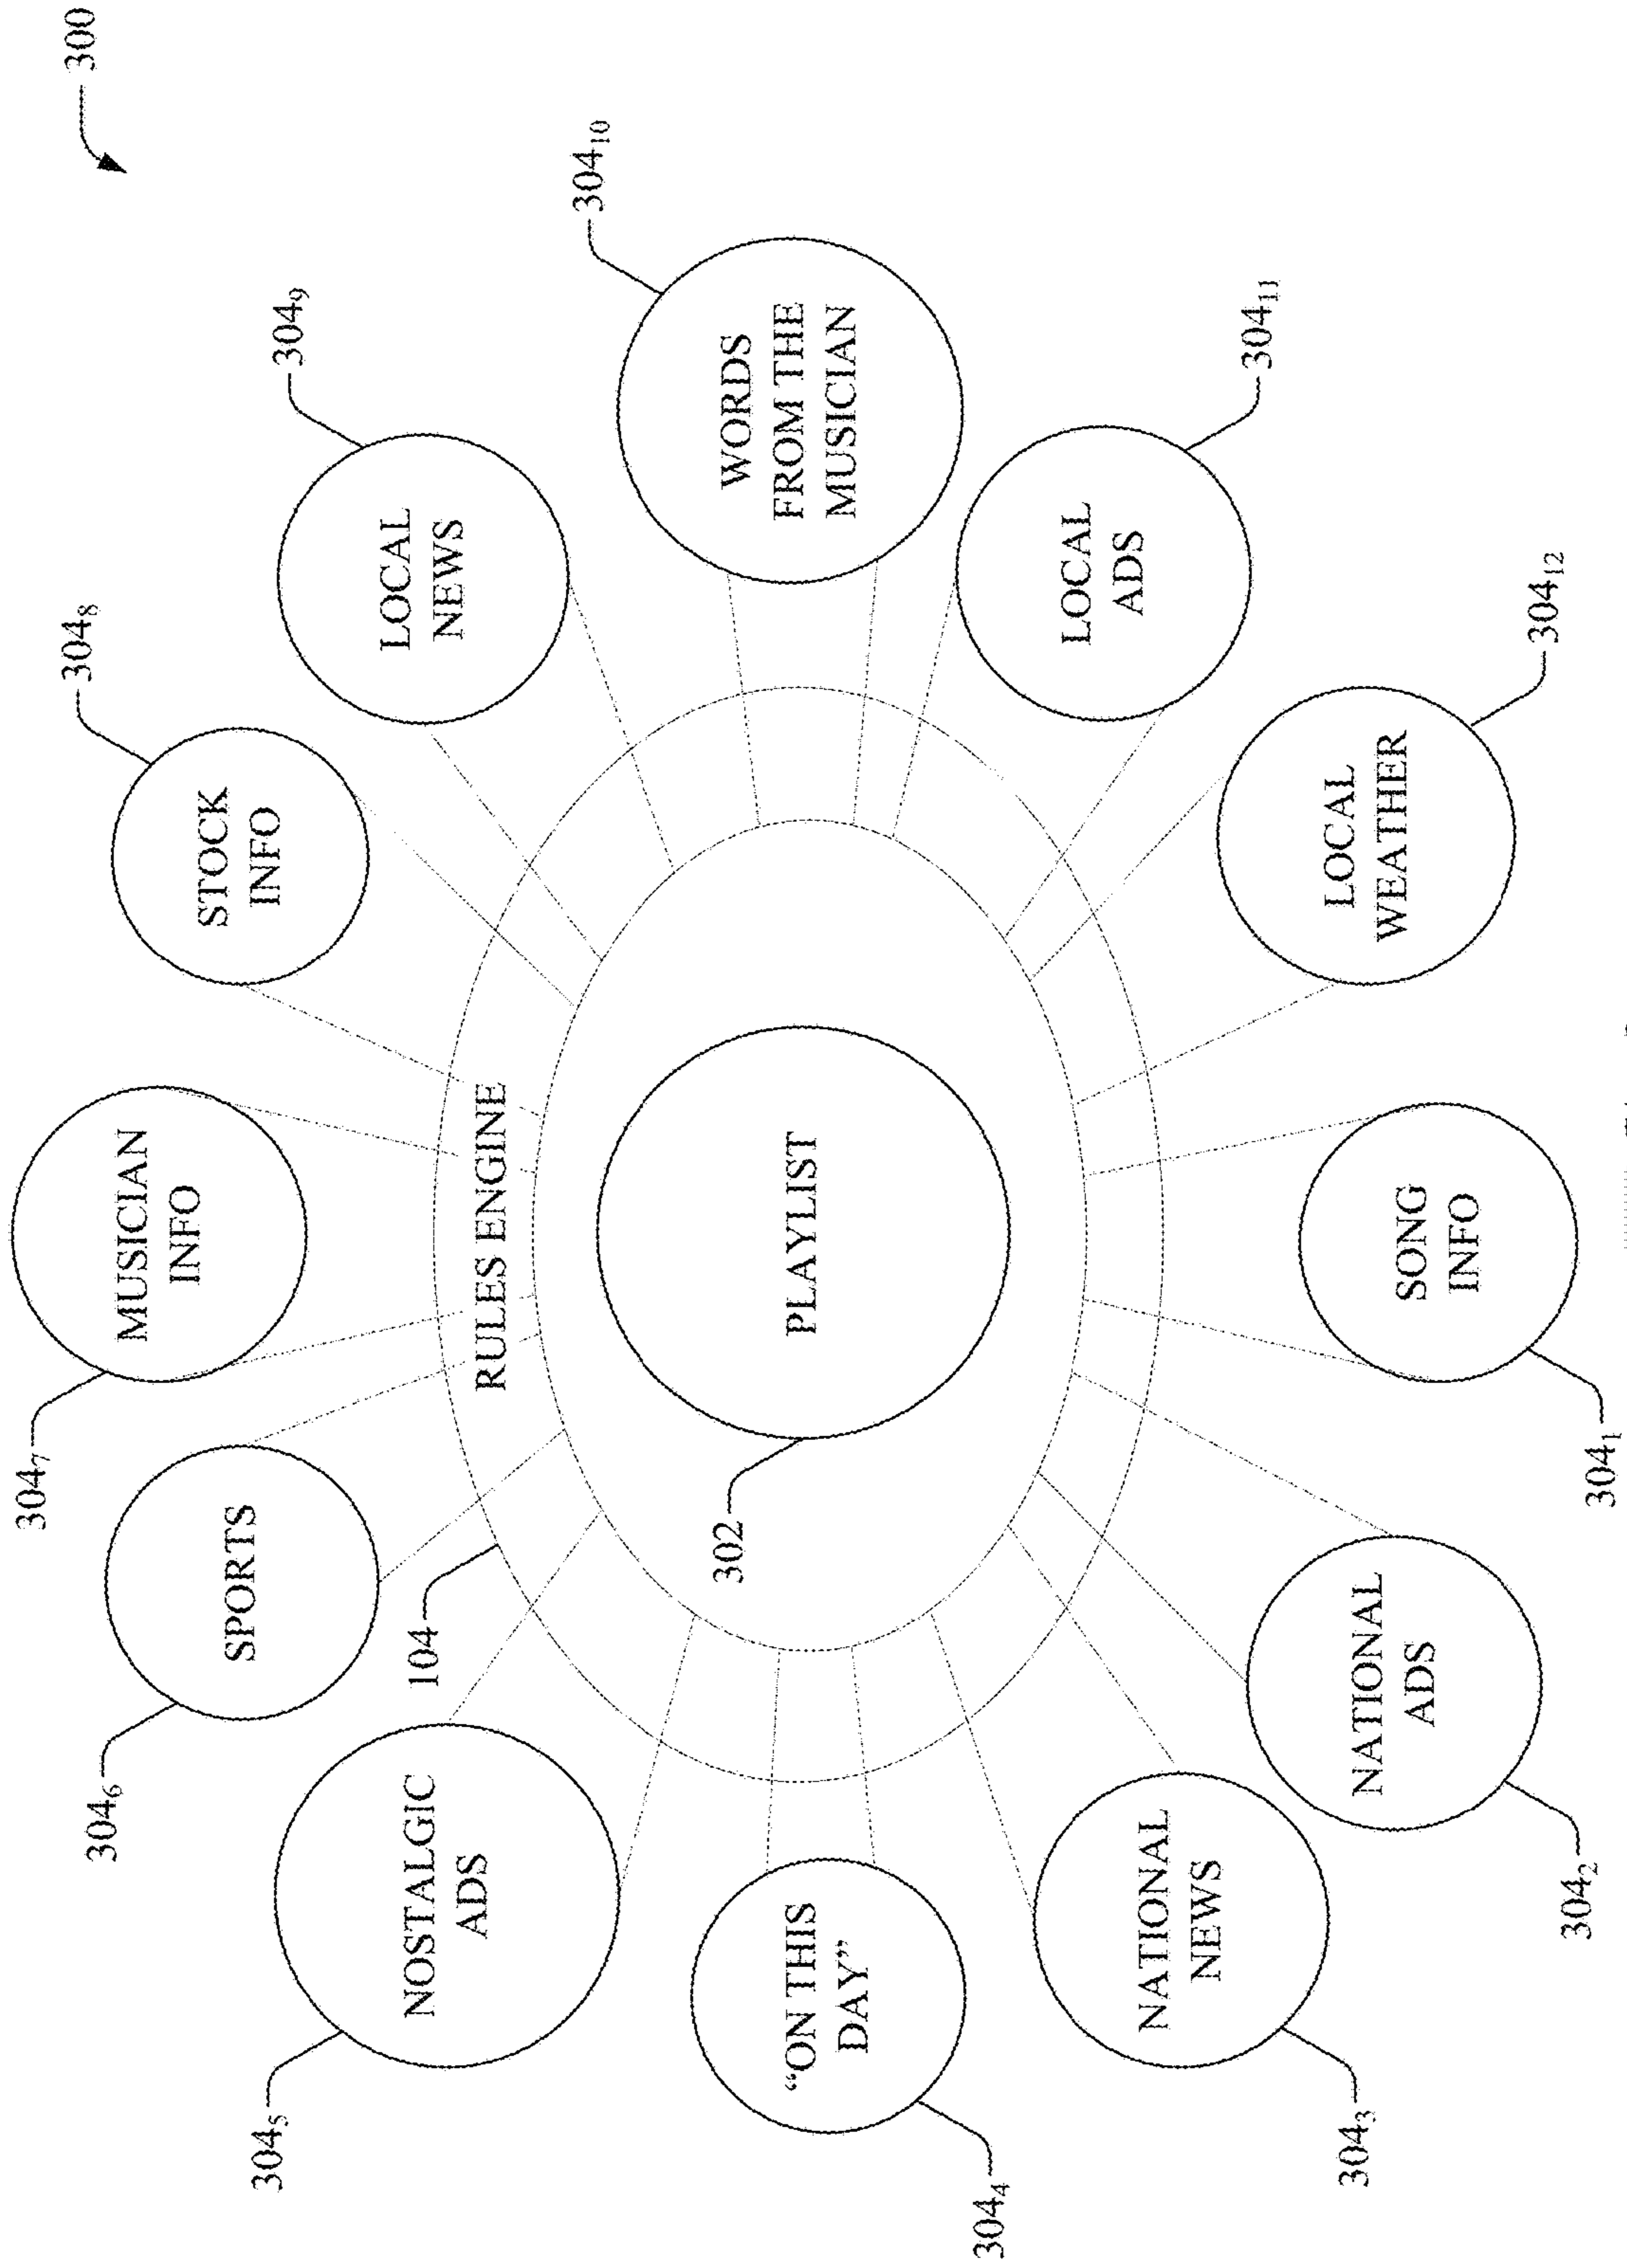 300
304₇
MUSICIAN
INFO
304₆
SPORTS
304₈
STOCK
INFO
304₅
NOSTALGIC
ADS
304₉
LOCAL
NEWS
104
RULES ENGINE
302
PLAYLIST
304₄
“ON THIS
DAY”
304₁₀
WORDS
FROM THE
MUSICIAN
304₃
NATIONAL
NEWS
304₁₁
LOCAL
ADS
304₂
NATIONAL
ADS
304₁₂
LOCAL
WEATHER
304₁
SONG
INFO